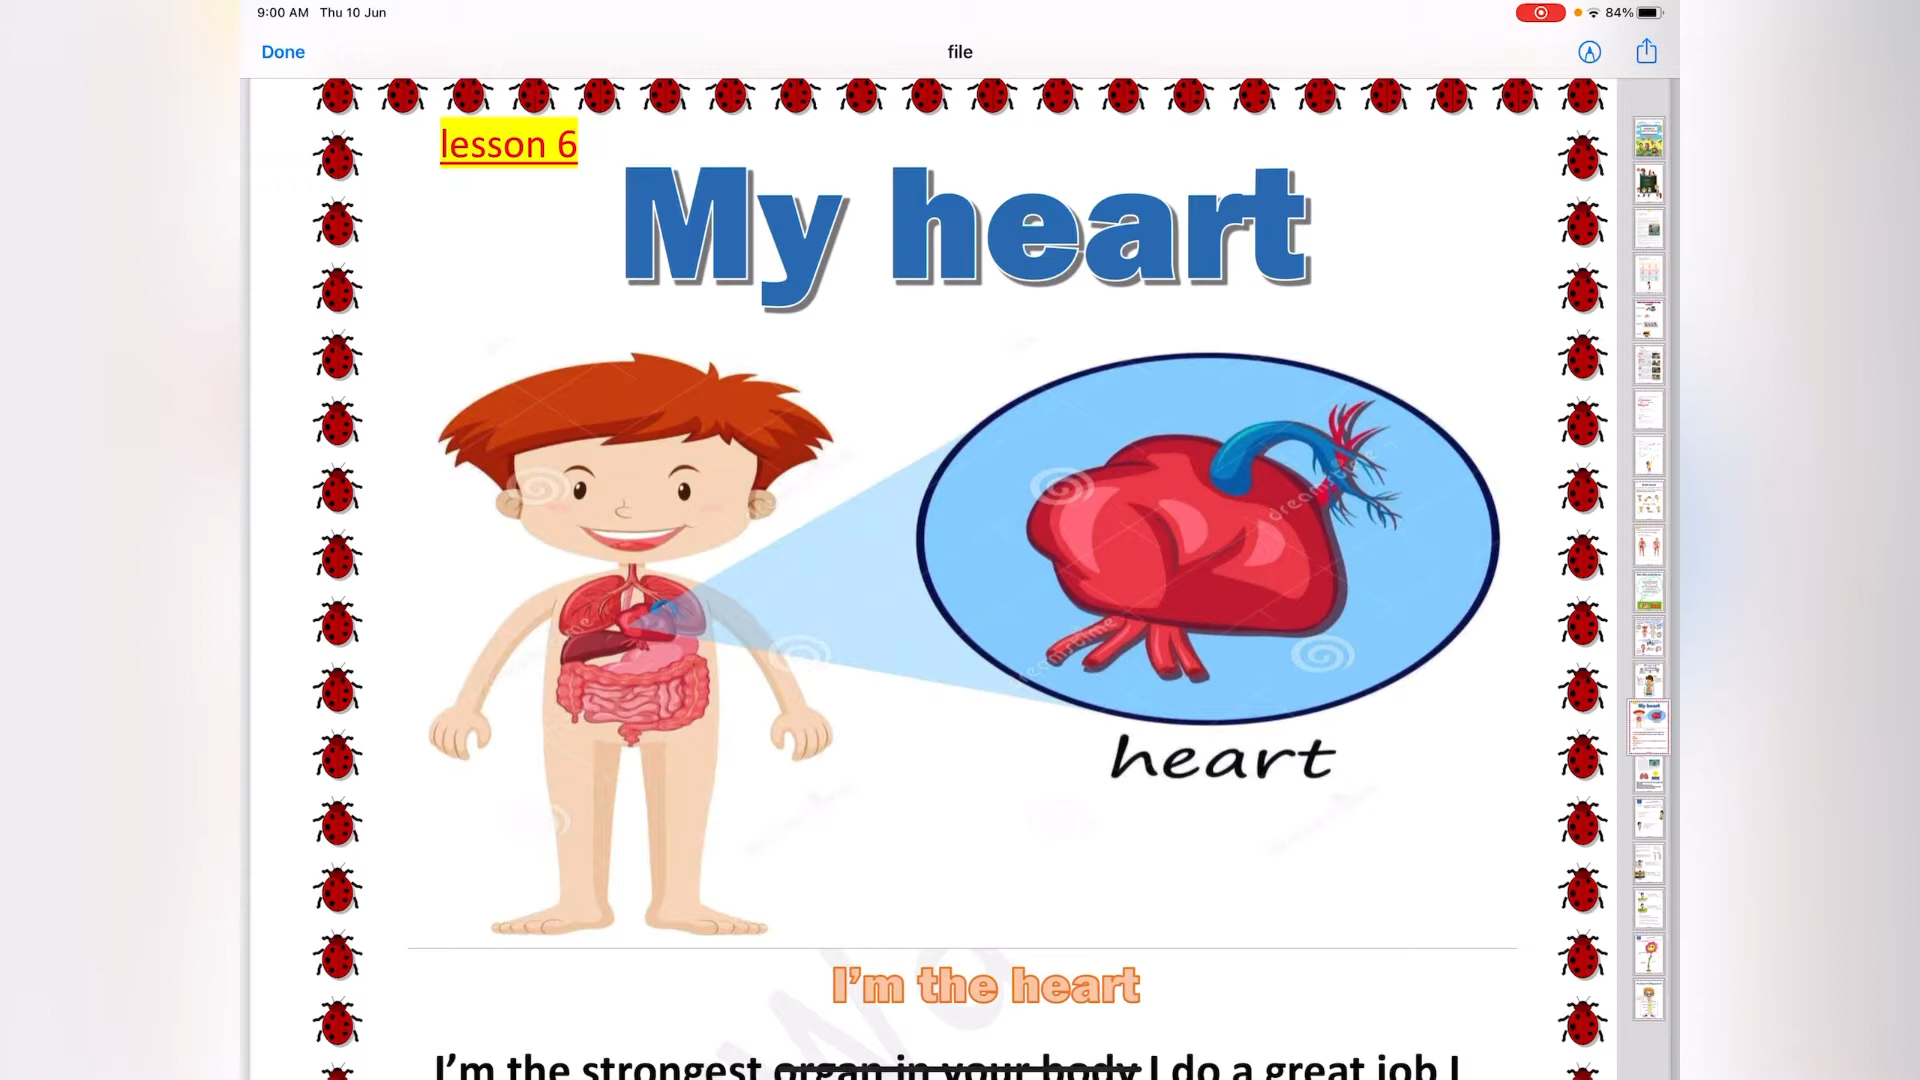 9:00 AM Thu 10 Jun
84%
Done
file
lesson 6
My heart
dreamstime
heart
I'm the heart
I'm the strongest organ in your body I do a great job I